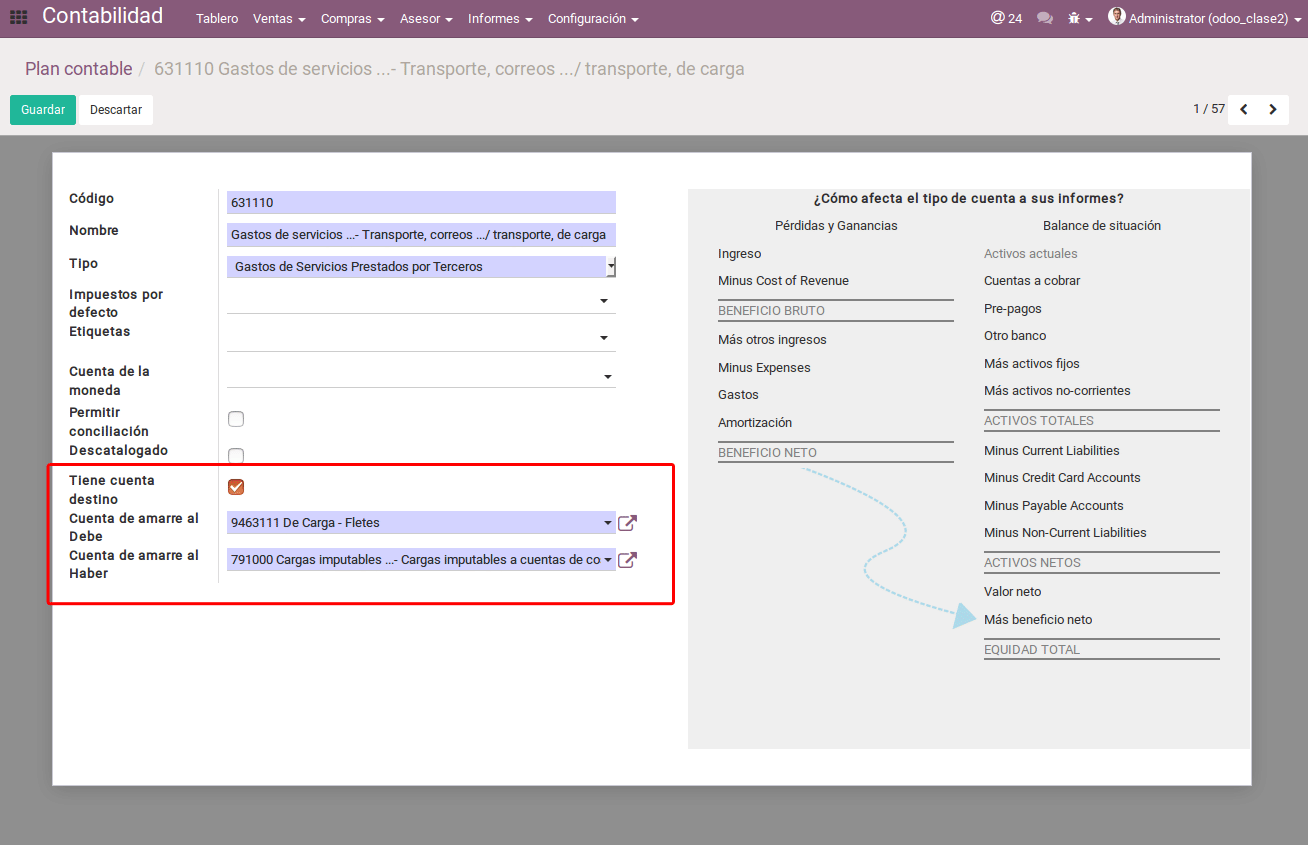 Contabilidad
Tablero Ventas Compras Asesor Informes Configuración @ 24 Administrator (odoo_clase2)
Plan contable / 631110 Gastos de servicios ...- Transporte, correos .../ transporte, de carga
Guardar Descartar 1 / 57
Código 631110
Nombre Gastos de servicios ...- Transporte, correos .../ transporte, de carga
Tipo Gastos de Servicios Prestados por Terceros
Impuestos por
defecto
Etiquetas
Cuenta de la
moneda
Permitir
conciliación
Descatalogado
Tiene cuenta
destino
Cuenta de amarre al 9463111 De Carga - Fletes
Debe
Cuenta de amarre al 791000 Cargas imputables ...- Cargas imputables a cuentas de co
Haber
¿Cómo afecta el tipo de cuenta a sus informes?
Pérdidas y Ganancias
Ingreso
Minus Cost of Revenue
BENEFICIO BRUTO
Más otros ingresos
Minus Expenses
Gastos
Amortización
BENEFICIO NETO
Balance de situación
Activos actuales
Cuentas a cobrar
Pre-pagos
Otro banco
Más activos fijos
Más activos no-corrientes
ACTIVOS TOTALES
Minus Current Liabilities
Minus Credit Card Accounts
Minus Payable Accounts
Minus Non-Current Liabilities
ACTIVOS NETOS
Valor neto
Más beneficio neto
EQUIDAD TOTAL